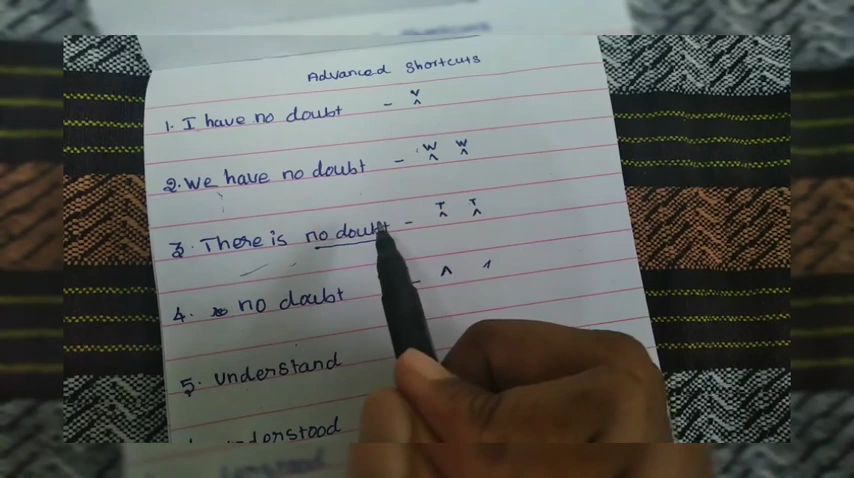 Advanced Shortcuts
1. I have no doubt - V ^
2. We have no doubt - W ^ W ^
3. There is no doubt - T ^ T ^
4. no doubt - ^ ^
5. understand
understood